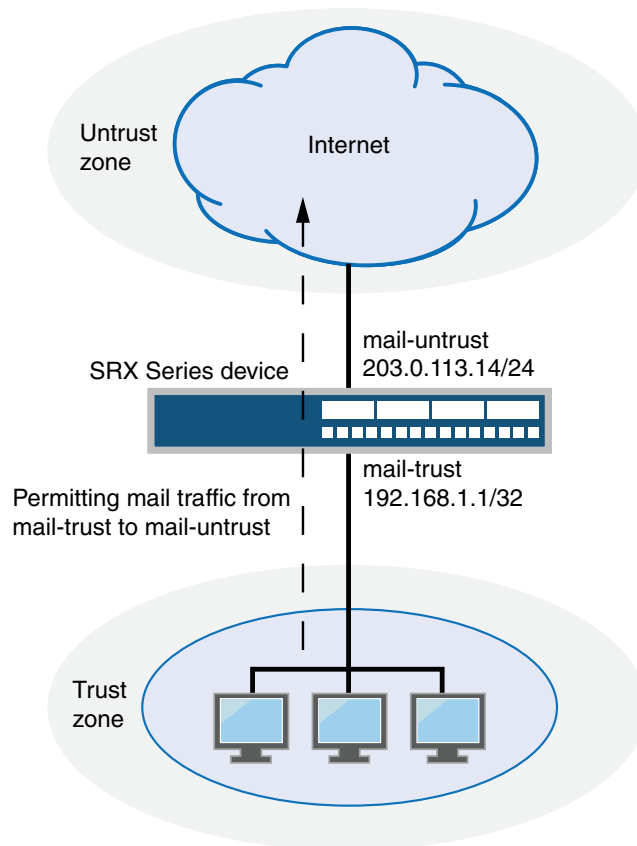 Untrust
zone
Internet
mail-untrust
203.0.113.14/24
SRX Series device
mail-trust
192.168.1.1/32
Permitting mail traffic from
mail-trust to mail-untrust
Trust
zone